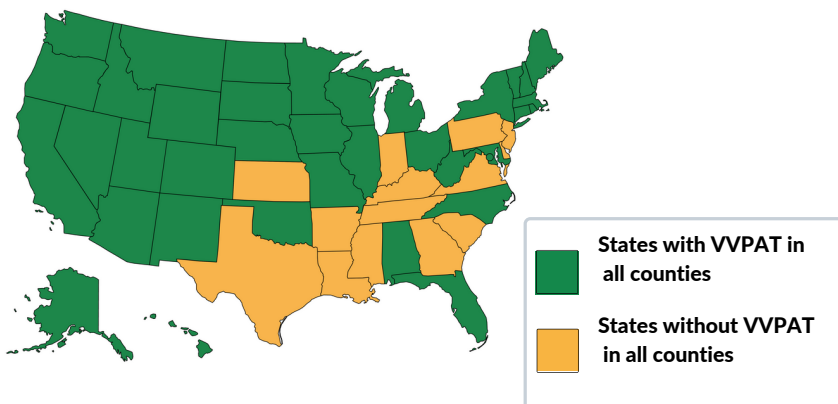 States with VVPAT in
all counties
States without VVPAT
in all counties